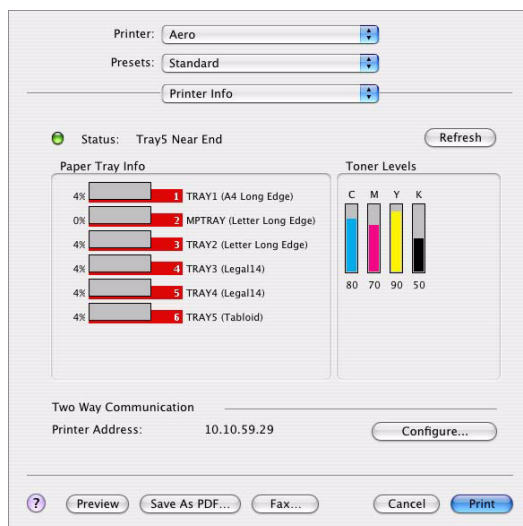 Printer: Aero
Presets: Standard
Printer Info
Status: Tray5 Near End Refresh
Paper Tray Info Toner Levels
4% 1 TRAY1 (A4 Long Edge) C M Y K
0% 2 MPTRAY (Letter Long Edge)
4% 3 TRAY2 (Letter Long Edge)
4% 4 TRAY3 (Legal14)
4% 5 TRAY4 (Legal14) 80 70 90 50
4% 6 TRAY5 (Tabloid)
Two Way Communication
Printer Address: 10.10.59.29 Configure...
? Preview Save As PDF... Fax... Cancel Print